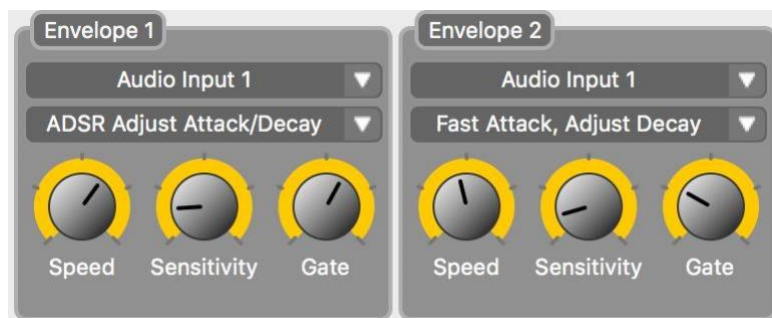 Envelope 1
Audio Input 1
ADSR Adjust Attack/Decay
Speed Sensitivity Gate
Envelope 2
Audio Input 1
Fast Attack, Adjust Decay
Speed Sensitivity Gate